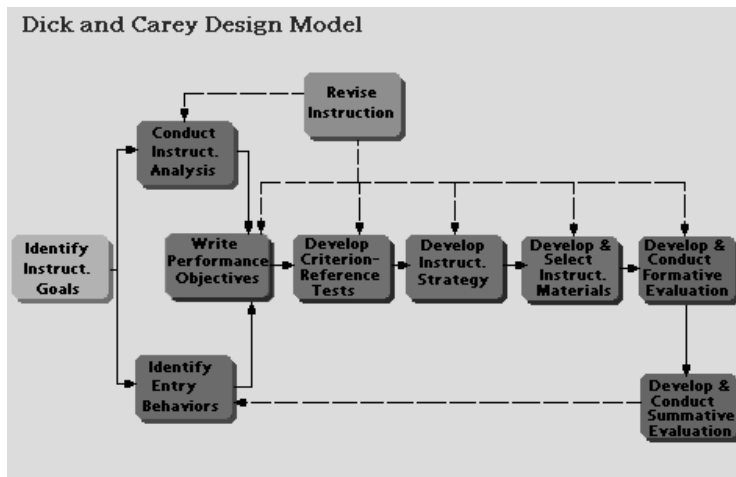 Dick and Carey Design Model
Revise
Instruction
Conduct
Instruct.
Analysis
Identify
Instruct.
Goals
Write
Performance
Objectives
Develop
Criterion-
Reference
Tests
Develop
Instruct.
Strategy
Develop &
Select
Instruct.
Materials
Develop &
Conduct
Formative
Evaluation
Identify
Entry
Behaviors
Develop &
Conduct
Summative
Evaluation